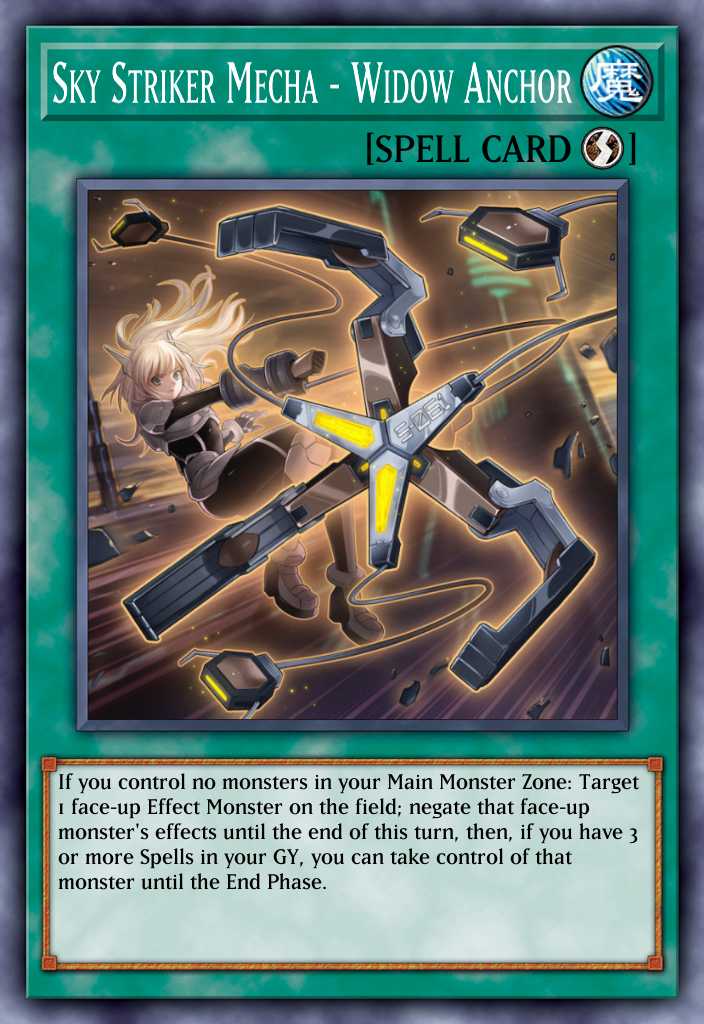 Sky Striker Mecha - Widow Anchor 魔
[SPELL CARD ]
If you control no monsters in your Main Monster Zone: Target
1 face-up Effect Monster on the field; negate that face-up
monster's effects until the end of this turn, then, if you have 3
or more Spells in your GY, you can take control of that
monster until the End Phase.